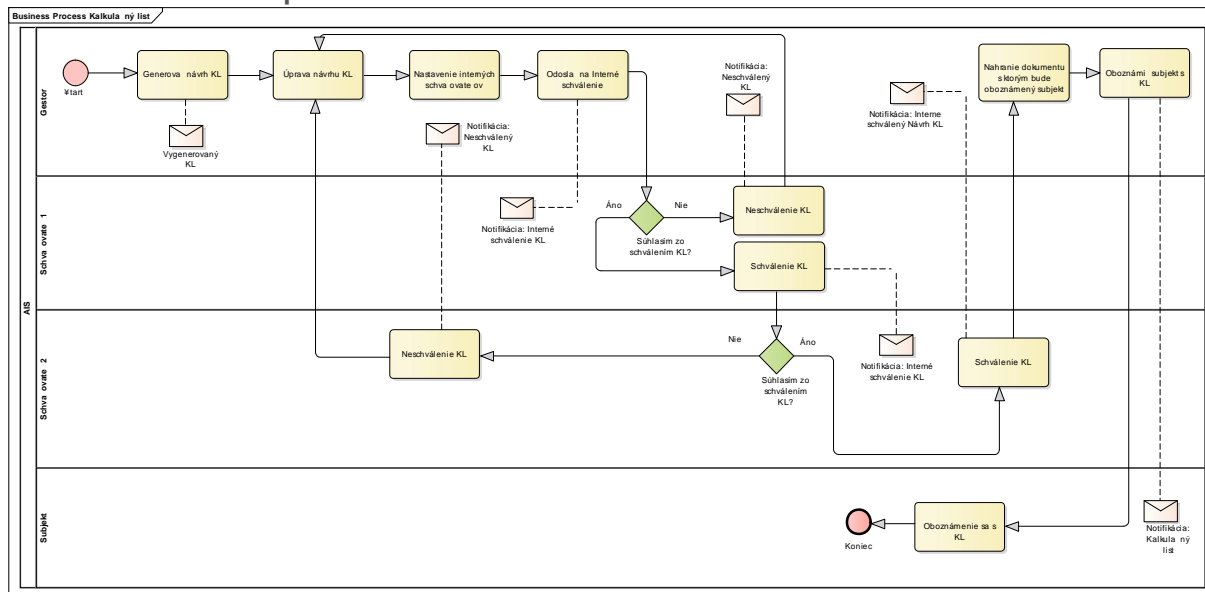 Business Process Kalkula ný list
AIS
Gestor
¥tart
Generova návrh KL
Vygenerovaný
KL
Úprava návrhu KL
Nastavenie interných
schva ovate ov
Odosla na Interné
schválenie
Notifikácia:
Neschválený
KL
Notifikácia:
Neschválený
KL
Notifikácia: Interne
schválený Návrh KL
Nahranie dokumentu
s ktorým bude
oboznámený subjekt
Oboznámi subjekt s
KL
Schva ovate 1
Notifikácia: Interné
schválenie KL
Áno
Nie
Súhlasím zo
schválením KL?
Neschválenie KL
Schválenie KL
Schva ovate 2
Neschválenie KL
Nie
Áno
Súhlasím zo
schválením
KL?
Notifikácia: Interné
schválenie KL
Schválenie KL
Subjekt
Koniec
Oboznámenie sa s
KL
Notifikácia:
Kalkula ný
list